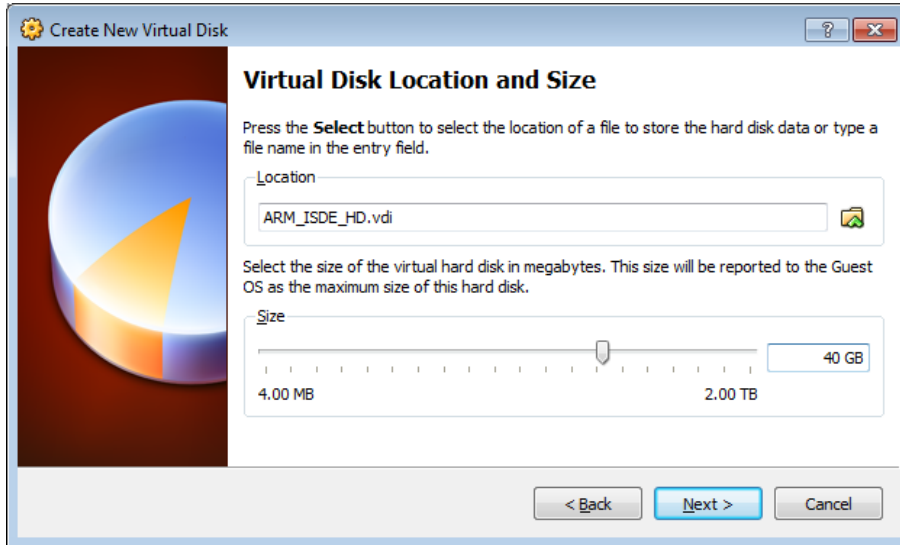 Create New Virtual Disk
Virtual Disk Location and Size
Press the Select button to select the location of a file to store the hard disk data or type a
file name in the entry field.
Location
ARM_ISDE_HD.vdi
Select the size of the virtual hard disk in megabytes. This size will be reported to the Guest
OS as the maximum size of this hard disk.
Size
40 GB
4.00 MB 2.00 TB
< Back Next > Cancel